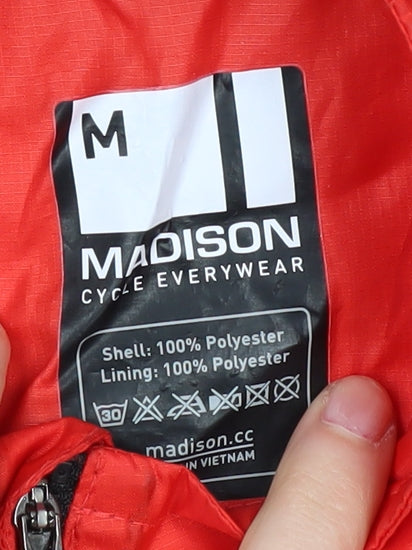 M
MADISON
CYCLE EVERYWEAR
Shell: 100% Polyester
Lining: 100% Polyester
30
madison.cc
IN VIETNAM